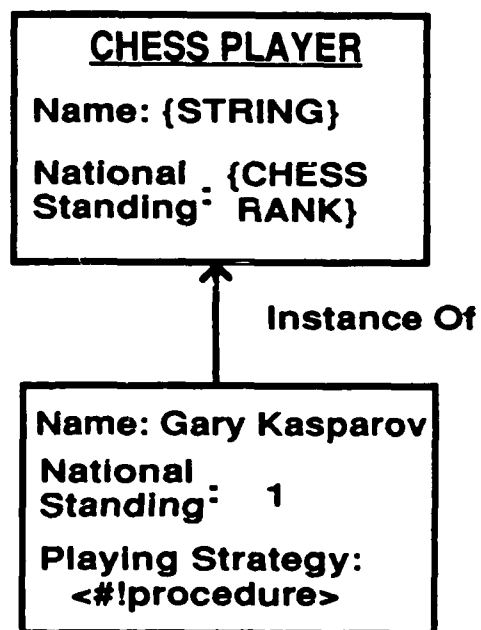 CHESS PLAYER
Name: {STRING}
National Standing: {CHESS RANK}
Instance Of
Name: Gary Kasparov
National Standing: 1
Playing Strategy:
<#!procedure>